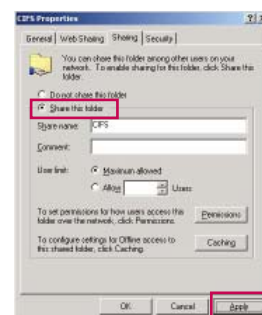 CIFS Properties
General Web Sharing Sharing Security
You can share this folder among other users on your
network. To enable sharing for this folder, click Share this
folder.
Do not share this folder
Share this folder
Share name: CIFS
Comment:
User limit: Maximum allowed
Allow Users
To set permissions for how users access this
folder over the network, click Permissions.
Permissions
To configure settings for Offline access to
this shared folder, click Caching.
Caching
OK Cancel Apply